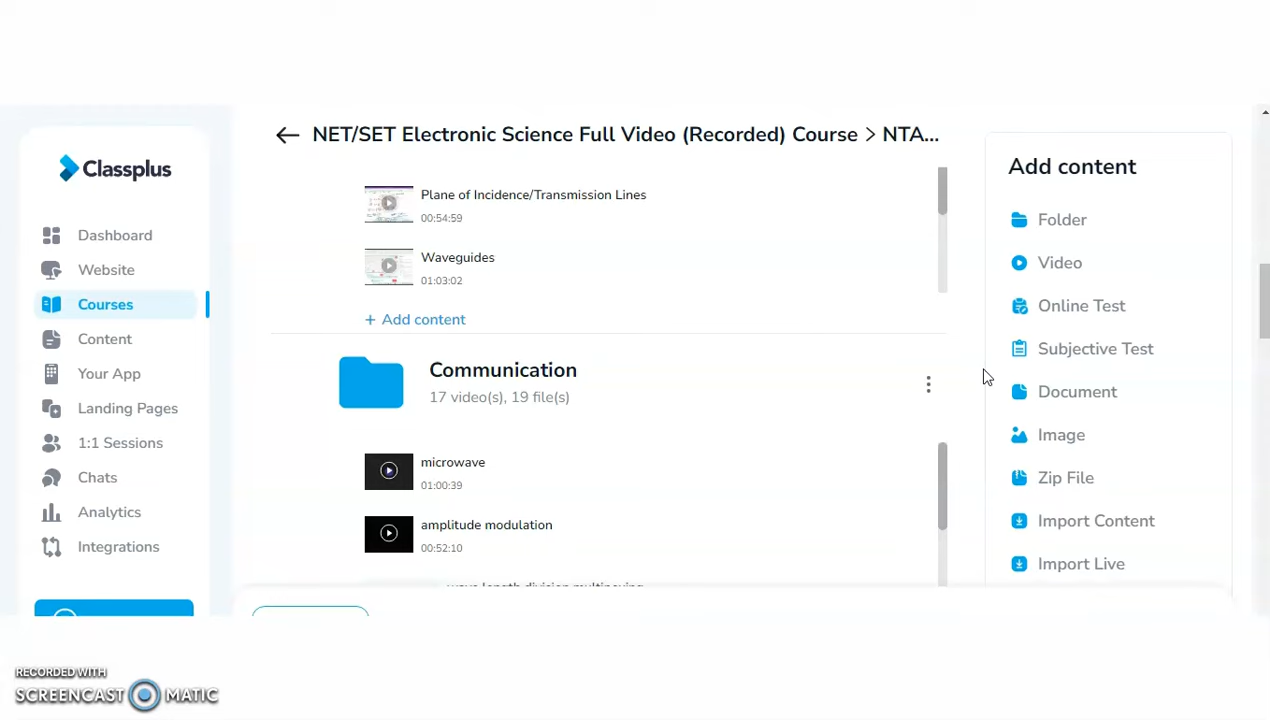 Classplus
Dashboard
Website
Courses
Content
Your App
Landing Pages
1:1 Sessions
Chats
Analytics
Integrations
NET/SET Electronic Science Full Video (Recorded) Course > NTA...
Plane of Incidence/Transmission Lines
00:54:59
Waveguides
01:03:02
+ Add content
Communication
17 video(s), 19 file(s)
microwave
01:00:39
amplitude modulation
00:52:10
Add content
Folder
Video
Online Test
Subjective Test
Document
Image
Zip File
Import Content
Import Live
RECORDED WITH
SCREENCAST MATIC